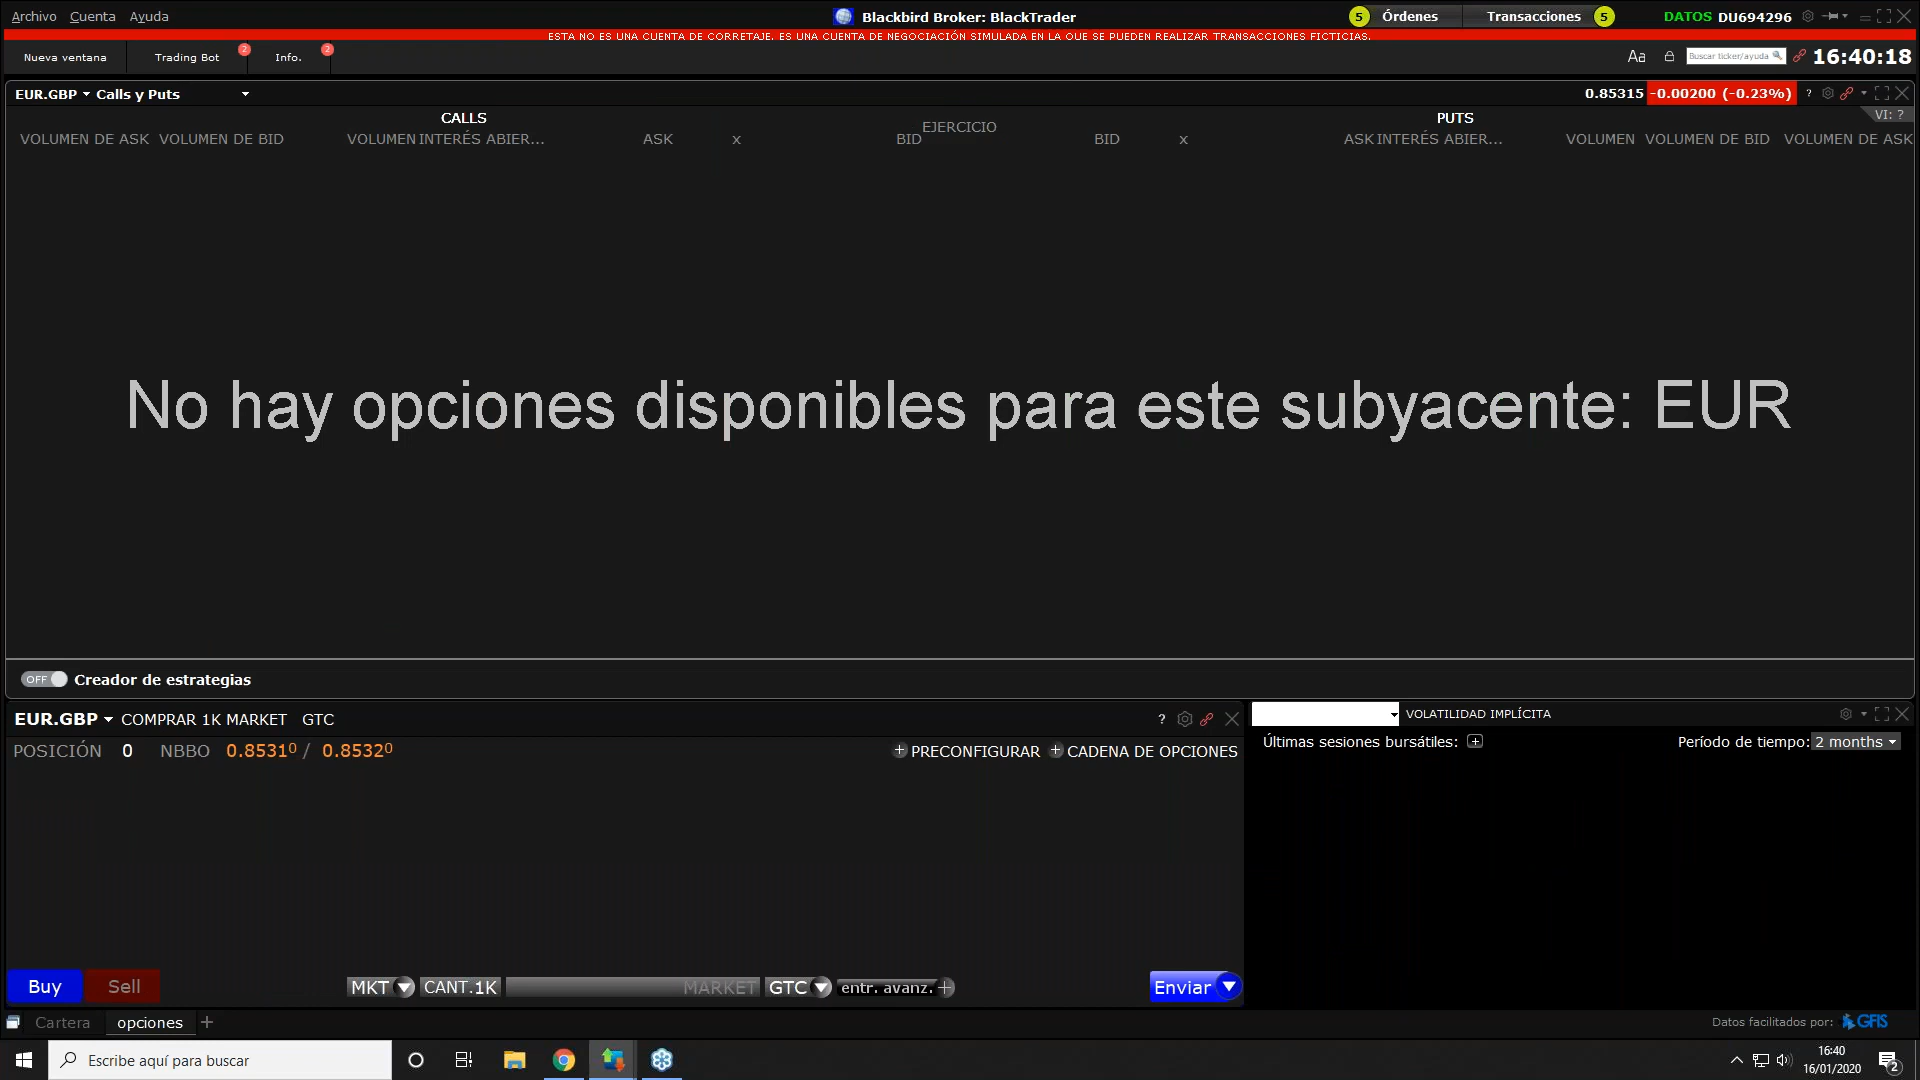 Archivo Cuenta Ayuda
Blackbird Broker: BlackTrader
5 Órdenes Transacciones 5
DATOS DU694296
ESTA NO ES UNA CUENTA DE CORRETAJE. ES UNA CUENTA DE NEGOCIACIÓN SIMULADA EN LA QUE SE PUEDEN REALIZAR TRANSACCIONES FICTICIAS.
Nueva ventana Trading Bot 2 Info. 2
Aa Buscar ticker/ayuda 16:40:18
EUR.GBP Calls y Puts 0.85315 -0.00200 (-0.23%) ?
VI: ?
CALLS EJERCICIO PUTS
VOLUMEN DE ASK VOLUMEN DE BID VOLUMEN INTERÉS ABIER... ASK x BID BID x ASK INTERÉS ABIER... VOLUMEN VOLUMEN DE BID VOLUMEN DE ASK
No hay opciones disponibles para este subyacente: EUR
OFF Creador de estrategias
EUR.GBP COMPRAR 1K MARKET GTC ?
VOLATILIDAD IMPLÍCITA
POSICIÓN 0 NBBO 0.85310 / 0.85320 + PRECONFIGURAR + CADENA DE OPCIONES
Últimas sesiones bursátiles: + Período de tiempo: 2 months
Buy Sell MKT CANT.1K MARKET GTC entr. avanz. + Enviar
Cartera opciones +
Datos facilitados por: GFIS
Escribe aquí para buscar
16:40
16/01/2020
2